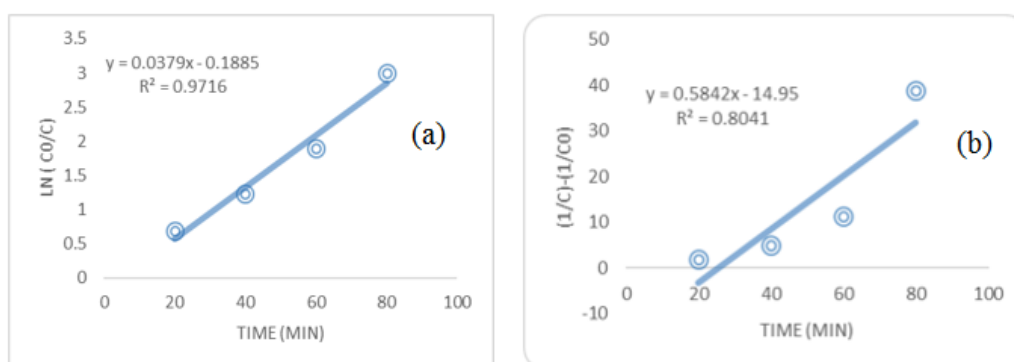 3.5
3
2.5
2
1.5
1
0.5
0
0
20
40
60
80
100
LN ( C0/C)
TIME (MIN)
y = 0.0379x - 0.1885
R² = 0.9716
(a)
50
40
30
20
10
0
-10
0
20
40
60
80
100
(1/C)-(1/C0)
TIME (MIN)
y = 0.5842x - 14.95
R² = 0.8041
(b)